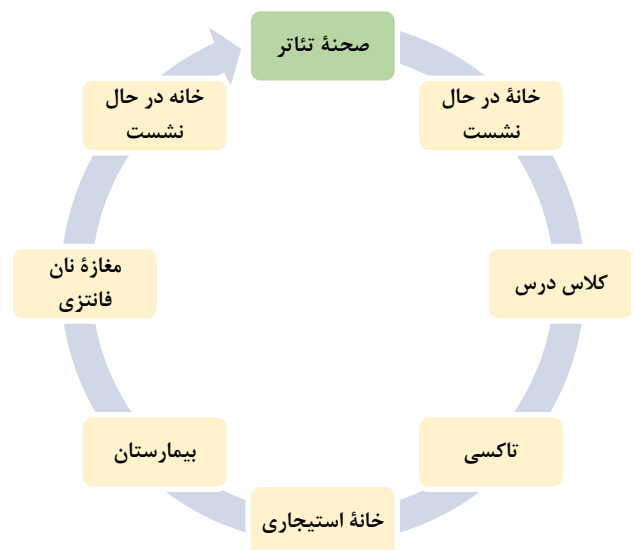 صحنهٔ تئاتر
خانهٔ در حال
نشست
کلاس درس
تاکسی
خانهٔ استیجاری
بیمارستان
مغازهٔ نان
فانتزی
خانه در حال
نشست